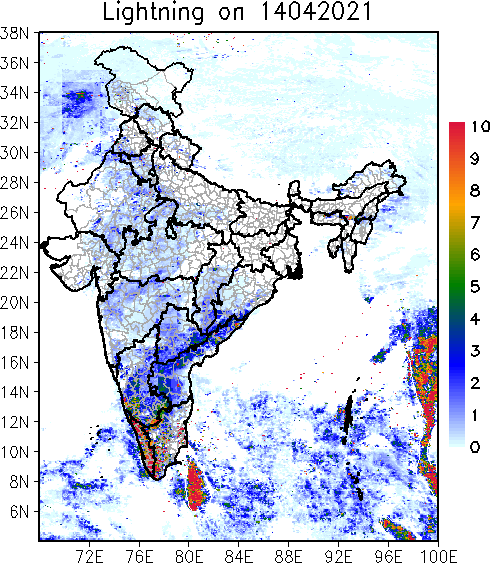 Lightning on 14042021
38N
36N
34N
32N
30N
28N
26N
24N
22N
20N
18N
16N
14N
12N
10N
8N
6N
72E 76E 80E 84E 88E 92E 96E 100E
10
9
8
7
6
5
4
3
2
1
0